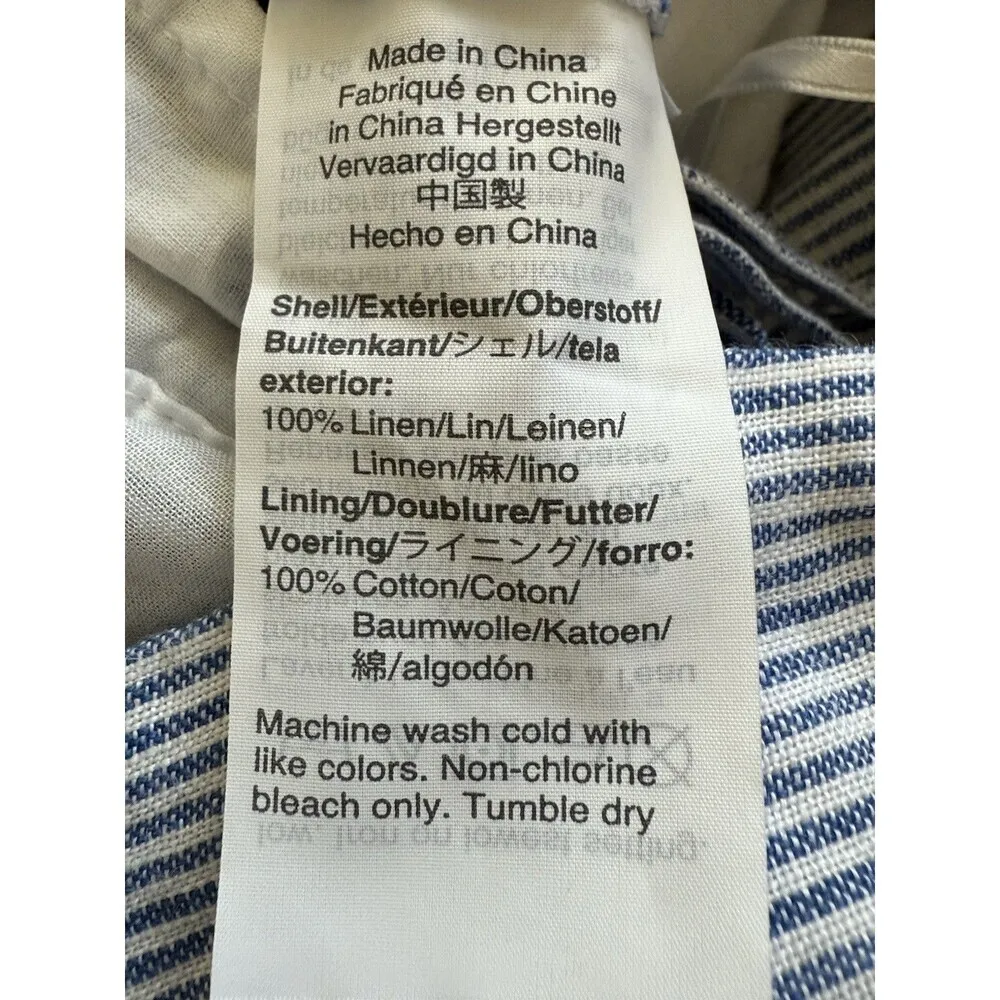 Made in China
Fabriqué en Chine
in China Hergestellt
Vervaardigd in China
中国製
Hecho en China
Shell/Extérieur/Oberstoff/
Buitenkant/シェル/tela
exterior:
100% Linen/Lin/Leinen/
Linnen/麻/lino
Lining/Doublure/Futter/
Voering/ライニング/forro:
100% Cotton/Coton/
Baumwolle/Katoen/
綿/algodón
Machine wash cold with
like colors. Non-chlorine
bleach only. Tumble dry